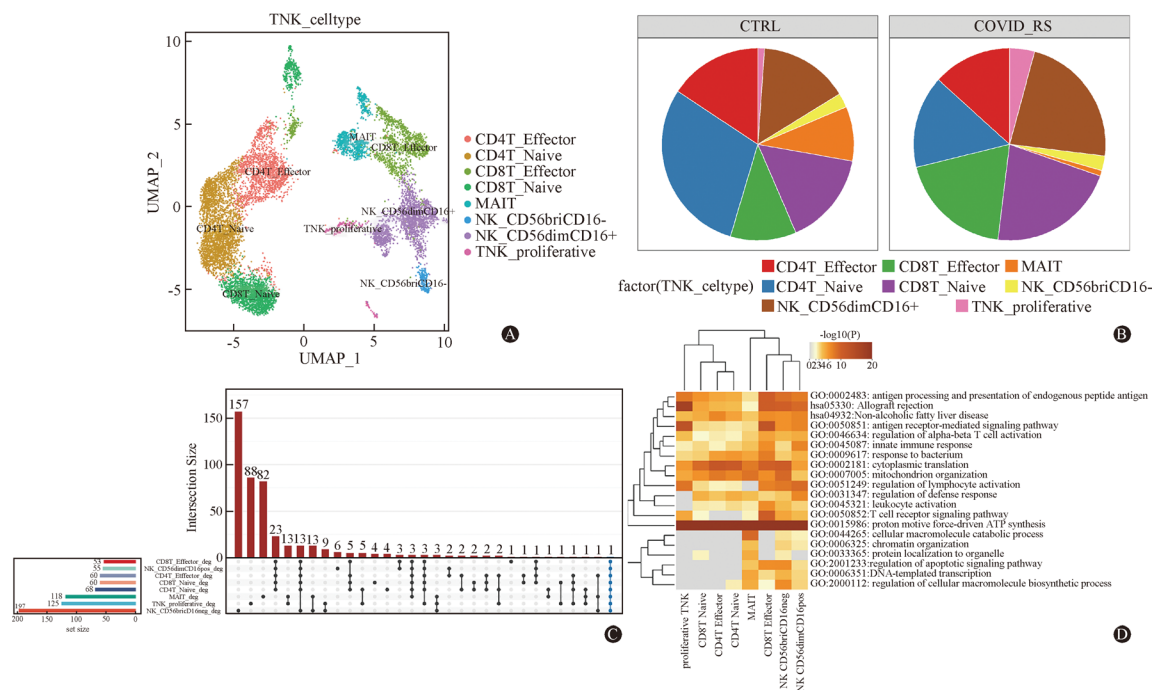 TNK_celltype
10
5
0
-5
UMAP_2
-5
0
5
10
UMAP_1
MAIT
CD8T_Effector
CD4T_Effector
NK_CD56dimCD16+
CD4T_Naive
TNK_proliferative
NK_CD56briCD16-
CD8T_Naive
CD4T_Effector
CD4T_Naive
CD8T_Effector
CD8T_Naive
MAIT
NK_CD56briCD16-
NK_CD56dimCD16+
TNK_proliferative
A
CTRL
COVID_RS
factor(TNK_celtype)
CD4T_Effector
CD8T_Effector
MAIT
CD4T_Naive
CD8T_Naive
NK_CD56briCD16-
NK_CD56dimCD16+
TNK_proliferative
B
Intersection Size
150
100
50
0
157
88
82
23
13
13
13
9
6
5
5
4
4
3
3
3
3
2
2
2
2
2
1
1
1
1
1
1
1
1
1
53
55
60
60
68
118
125
197
CD8T_Effector_deg
NK_CD56dimCD16pos_deg
CD4T_Effector_deg
CD8T_Naive_deg
CD4T_Naive_deg
MAIT_deg
TNK_proliferative_deg
NK_CD56bricD16neg_deg
200
150
100
50
0
set size
C
-log10(P)
02346 10 20
GO:0002483: antigen processing and presentation of endogenous peptide antigen
hsa05330: Allograft rejection
hsa04932:Non-alcoholic fatty liver disease
GO:0050851: antigen receptor-mediated signaling pathway
GO:0046634: regulation of alpha-beta T cell activation
GO:0045087: innate immune response
GO:0009617: response to bacterium
GO:0002181: cytoplasmic translation
GO:0007005: mitochondrion organization
GO:0051249: regulation of lymphocyte activation
GO:0031347: regulation of defense response
GO:0045321: leukocyte activation
GO:0050852:T cell receptor signaling pathway
GO:0015986: proton motive force-driven ATP synthesis
GO:0044265: cellular macromolecule catabolic process
GO:0006325: chromatin organization
GO:0033365: protein localization to organelle
GO:2001233:regulation of apoptotic signaling pathway
GO:0006351:DNA-templated transcription
GO:2000112: regulation of cellular macromolecule biosynthetic process
proliferative TNK
CD8T Naive
CD4T Effector
CD4T Naive
MAIT
CD8T Effector
NK CD56briCD16neg
NK CD56dimCD16pos
D